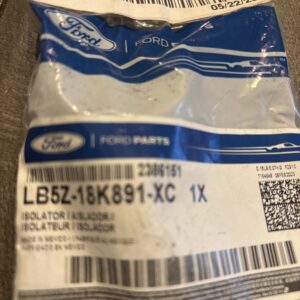 05/22/2
Ford
FORD
Ford FORD PARTS
2386151
LB5Z-18K891-XC 1X
ISOLATOR / AISLADOR /
ISOLATEUR / ISOLADOR
MADE IN MEXICO